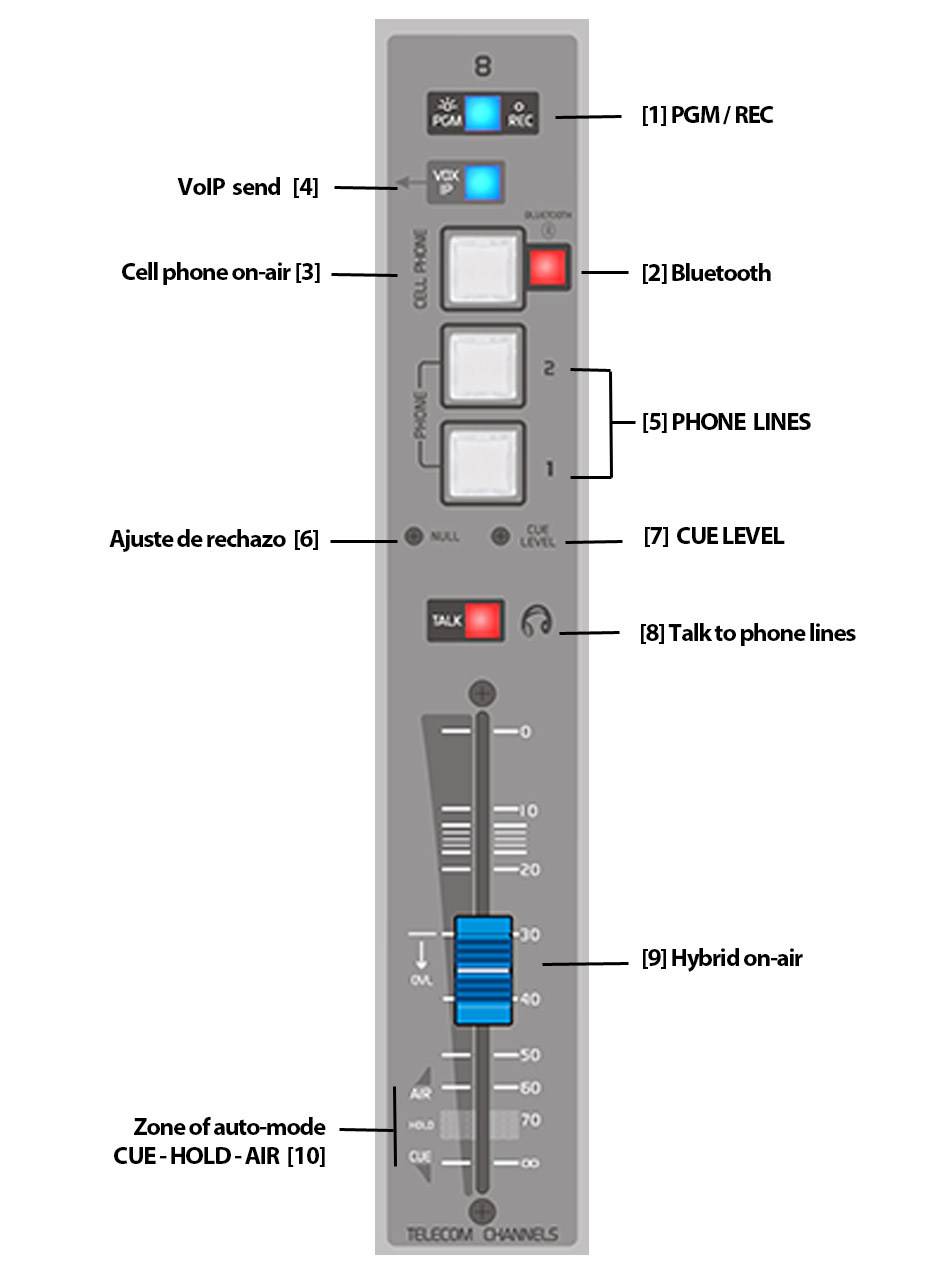 8
PGM
REC
[1] PGM / REC
VoIP send [4]
VOX
IP
BLUETOOTH
Cell phone on-air [3]
CELL PHONE
[2] Bluetooth
2
PHONE
[5] PHONE LINES
1
Ajuste de rechazo [6]
NULL
CUE
LEVEL
[7] CUE LEVEL
TALK
[8] Talk to phone lines
0
10
20
30
OVL
[9] Hybrid on-air
40
50
60
AIR
70
HOLD
Zone of auto-mode
CUE - HOLD - AIR [10]
CUE
∞
TELECOM CHANNELS